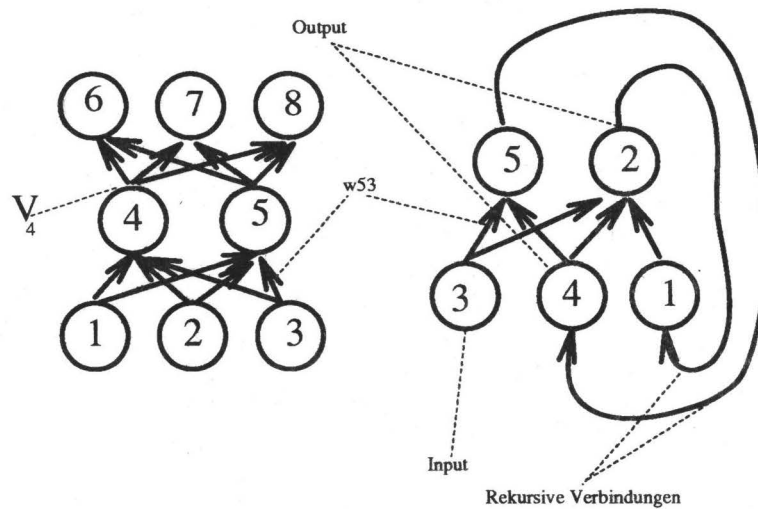 Output
6 7 8
5 2
w53
V4
4 5
3 4 1
1 2 3
Input
Rekursive Verbindungen